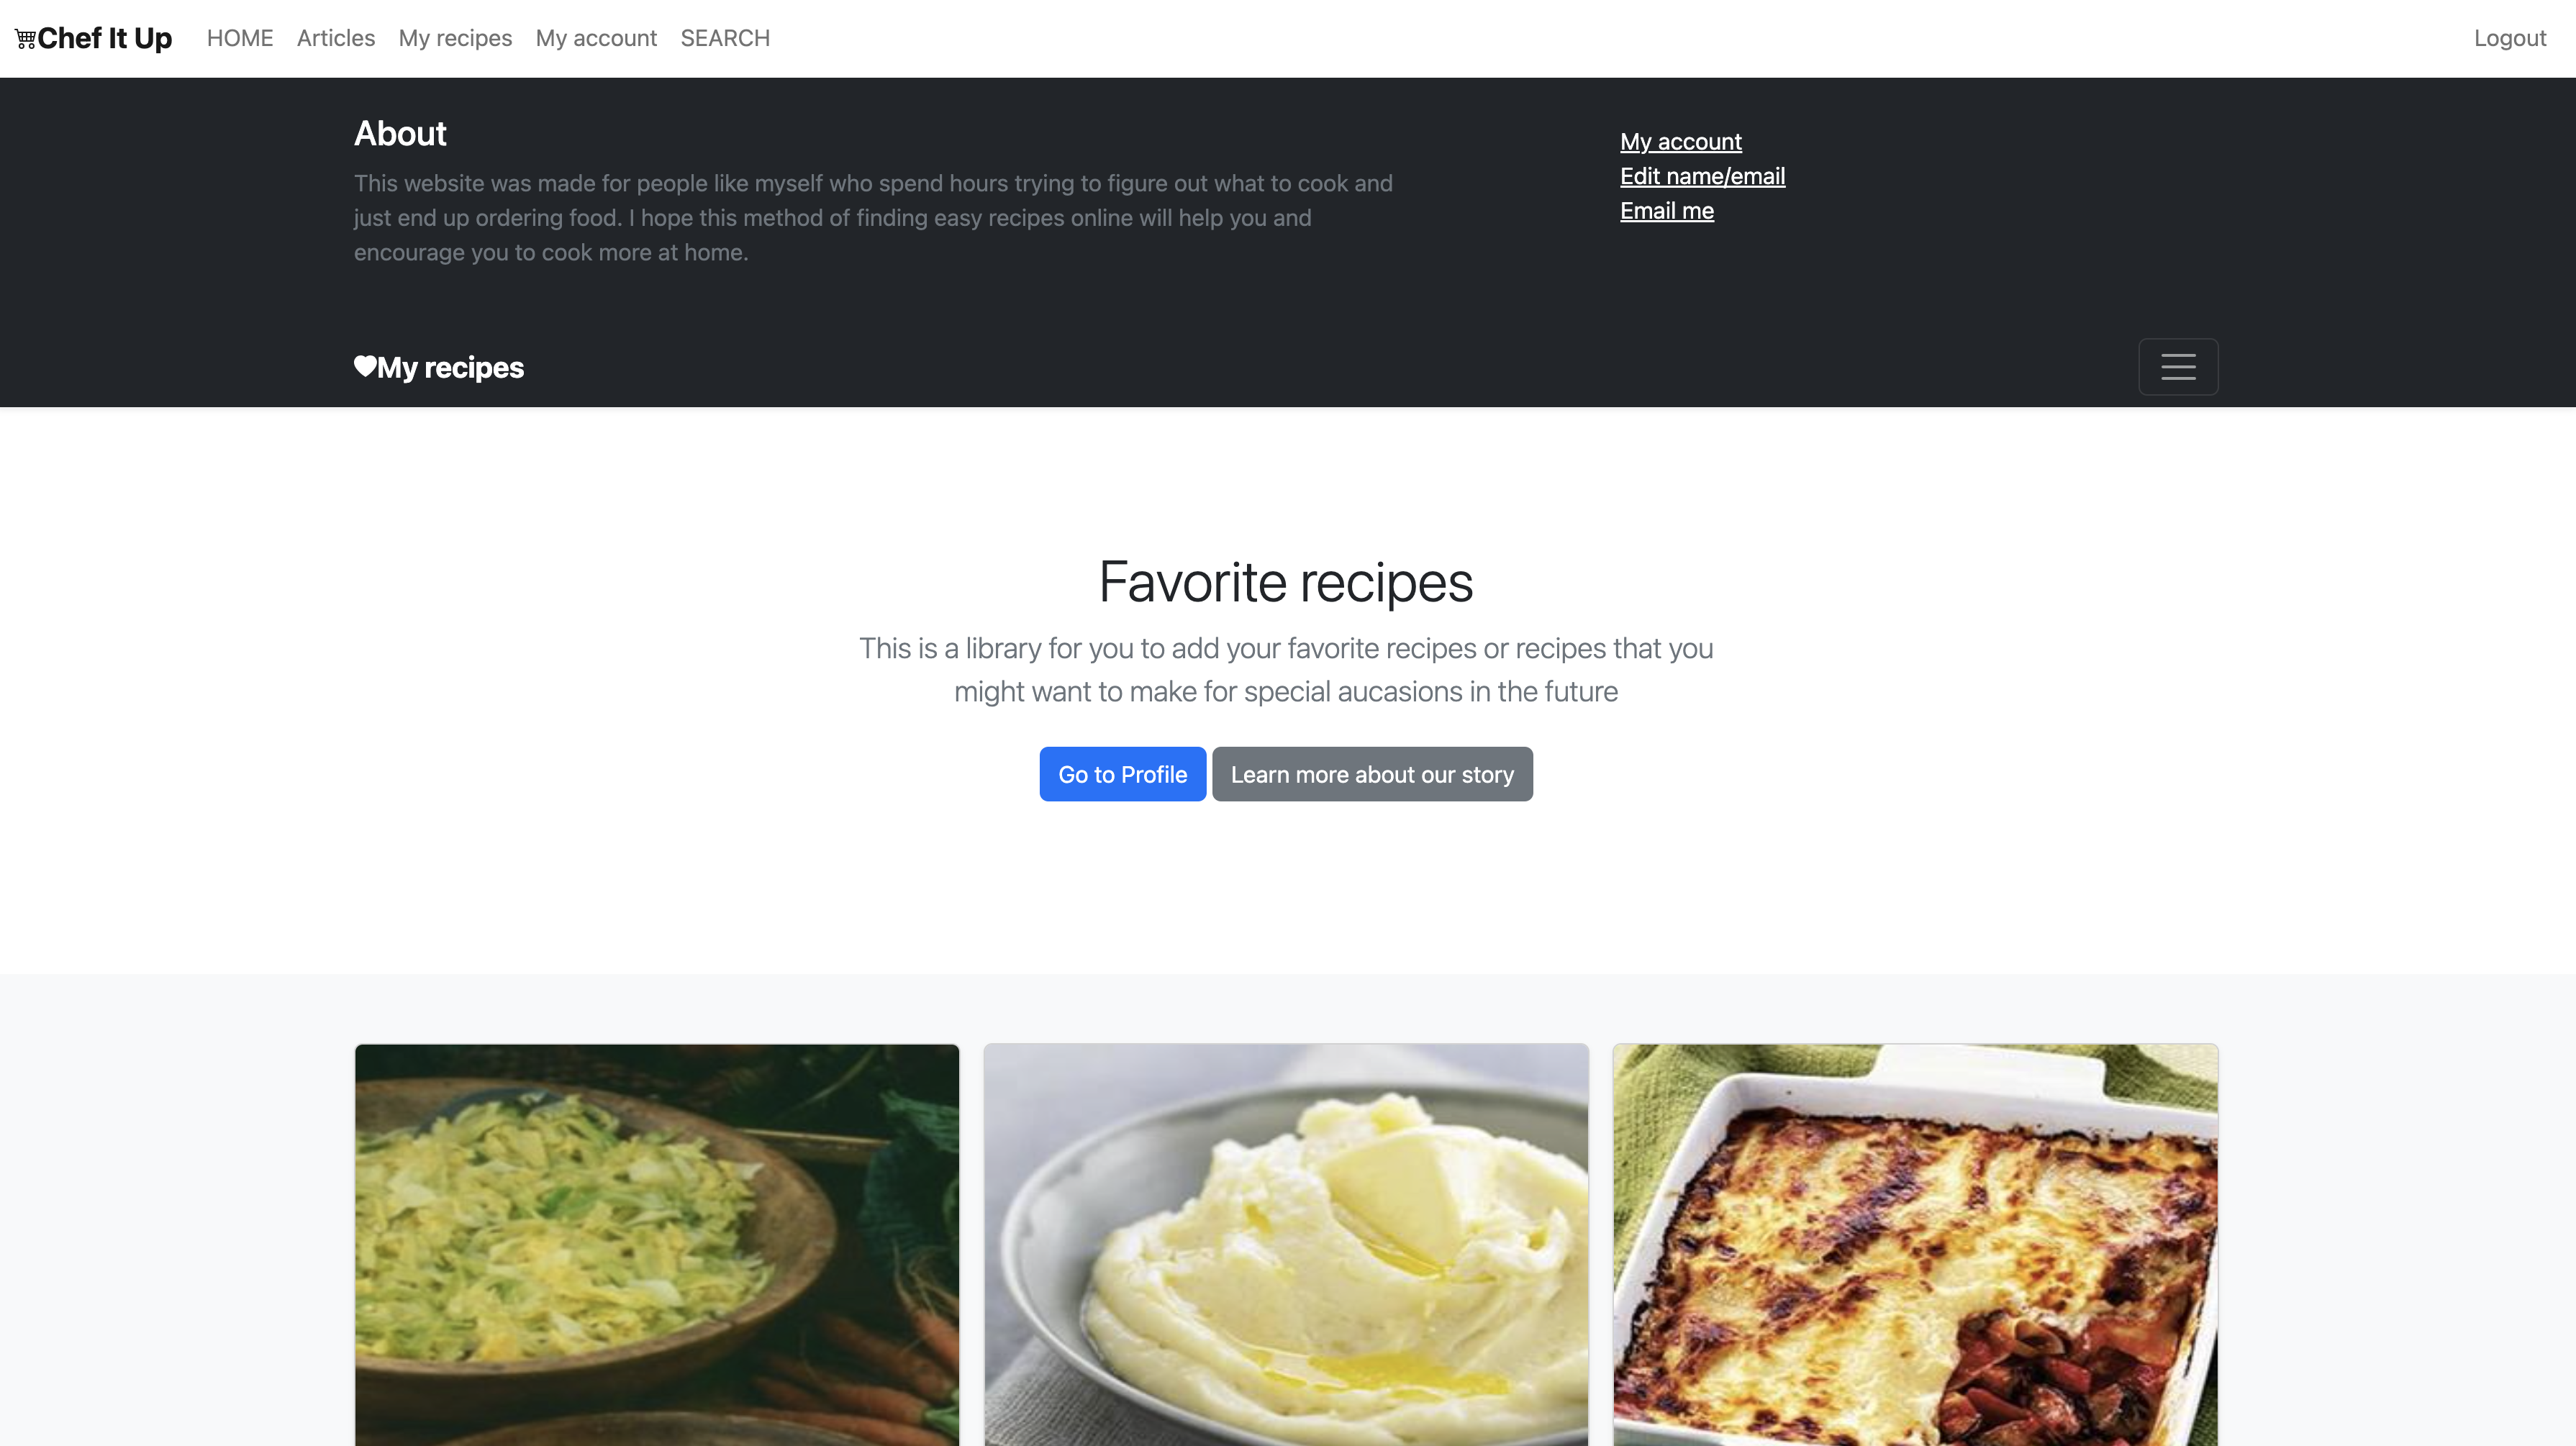 Chef It Up HOME Articles My recipes My account SEARCH Logout
About
This website was made for people like myself who spend hours trying to figure out what to cook and
just end up ordering food. I hope this method of finding easy recipes online will help you and
encourage you to cook more at home.
My account
Edit name/email
Email me
My recipes
Favorite recipes
This is a library for you to add your favorite recipes or recipes that you
might want to make for special aucasions in the future
Go to Profile Learn more about our story